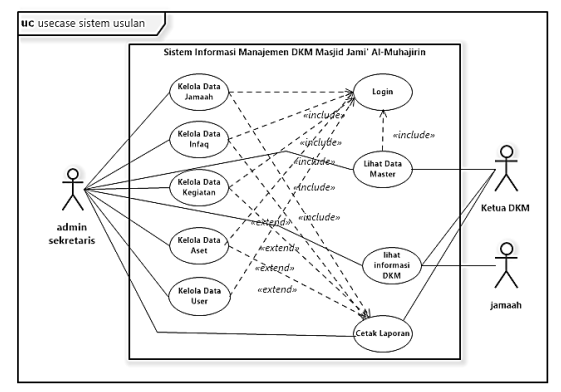 uc usecase sistem usulan
Sistem Informasi Manajemen DKM Masjid Jami' Al-Muhajirin
Kelola Data
Jamaah
Login
«include»
«include»
Kelola Data
Infaq
«include»
Lihat Data
Master
Kelola Data
Kegiatan
«include»
admin
sekretaris
Ketua DKM
«include»
«extend»
Kelola Data
Aset
«extend»
lihat
informasi
DKM
«extend»
jamaah
Kelola Data
User
«extend»
Cetak Laporan